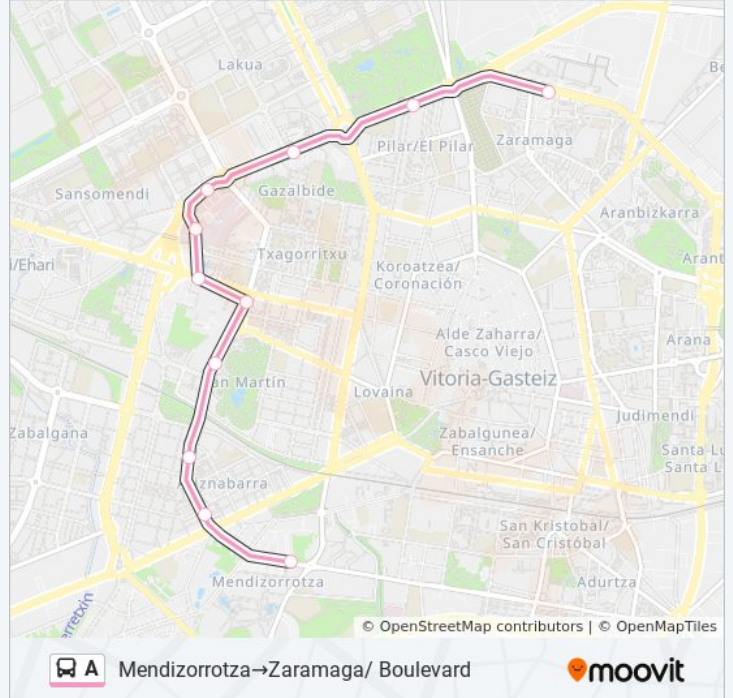 Lakua
Be
Pilar/El Pilar
Zaramaga
Sansomendi
Gazalbide
Aranbizkarra
Txagorritxu
i/Ehari
Arant
Koroatzea/
Coronación
Alde Zaharra/
Casco Viejo
Arana
an Martín
Lovaina
Vitoria-Gasteiz
Judimendi
Zabalgana
Zabalgunea/
Ensanche
Santa Lu
Santa L
iznabarra
San Kristobal/
San Cristóbal
Mendizorrotza
Adurtza
erretxin
© OpenStreetMap contributors | © OpenMapTiles
A Mendizorrotza→Zaramaga/ Boulevard
moovit